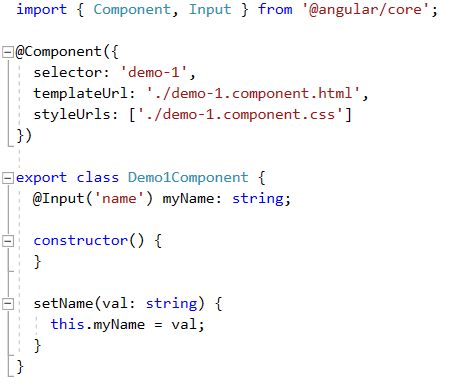 import { Component, Input } from '@angular/core';
@Component({
selector: 'demo-1',
templateUrl: './demo-1.component.html',
styleUrls: ['./demo-1.component.css']
})
export class Demo1Component {
@Input('name') myName: string;
constructor() {
}
setName(val: string) {
this.myName = val;
}
}